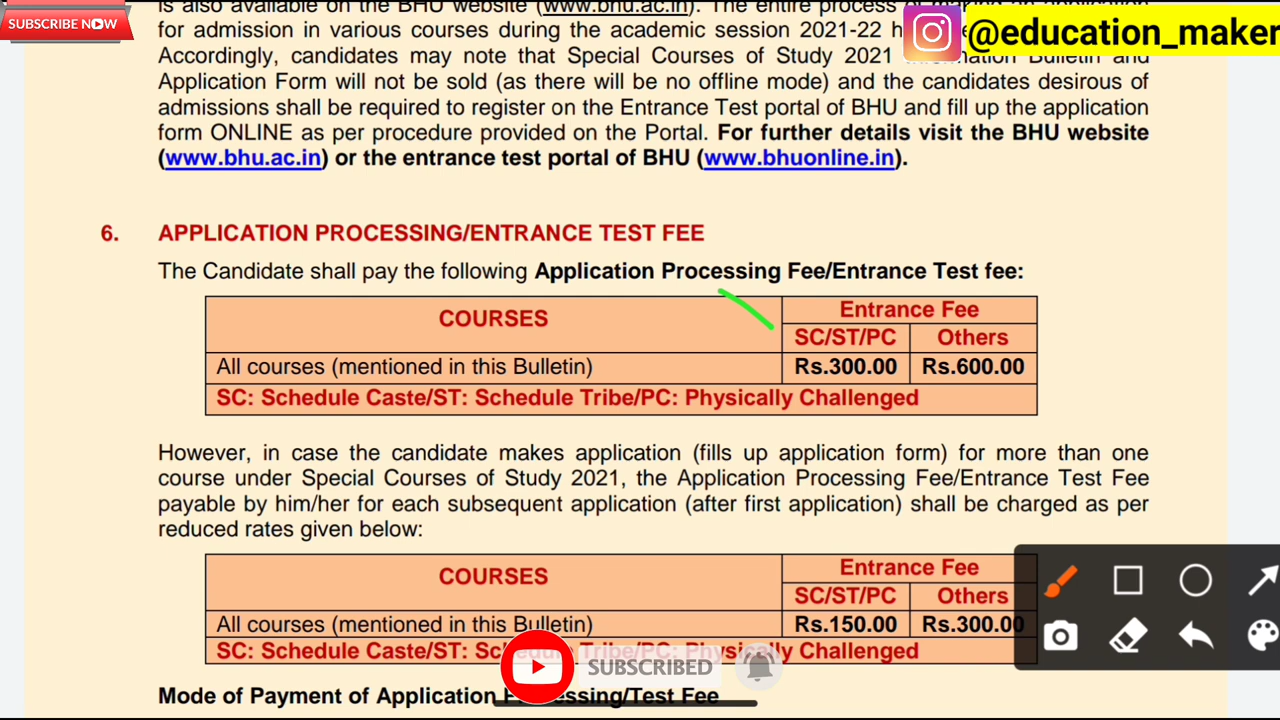 SUBSCRIBE NOW
is also available on the BHU website (www.bhu.ac.in). The entire process
@education_maker
for admission in various courses during the academic session 2021-22
Accordingly, candidates may note that Special Courses of Study 2021 Information Bulletin and
Application Form will not be sold (as there will be no offline mode) and the candidates desirous of
admissions shall be required to register on the Entrance Test portal of BHU and fill up the application
form ONLINE as per procedure provided on the Portal. For further details visit the BHU website
(www.bhu.ac.in) or the entrance test portal of BHU (www.bhuonline.in).
6. APPLICATION PROCESSING/ENTRANCE TEST FEE
The Candidate shall pay the following Application Processing Fee/Entrance Test fee:
COURSES Entrance Fee
SC/ST/PC Others
All courses (mentioned in this Bulletin) Rs.300.00 Rs.600.00
SC: Schedule Caste/ST: Schedule Tribe/PC: Physically Challenged
However, in case the candidate makes application (fills up application form) for more than one
course under Special Courses of Study 2021, the Application Processing Fee/Entrance Test Fee
payable by him/her for each subsequent application (after first application) shall be charged as per
reduced rates given below:
COURSES Entrance Fee
SC/ST/PC Others
All courses (mentioned in this Bulletin) Rs.150.00 Rs.300.00
SC: Schedule Caste/ST: Schedule Tribe/PC: Physically Challenged
SUBSCRIBED
Mode of Payment of Application Processing/Test Fee